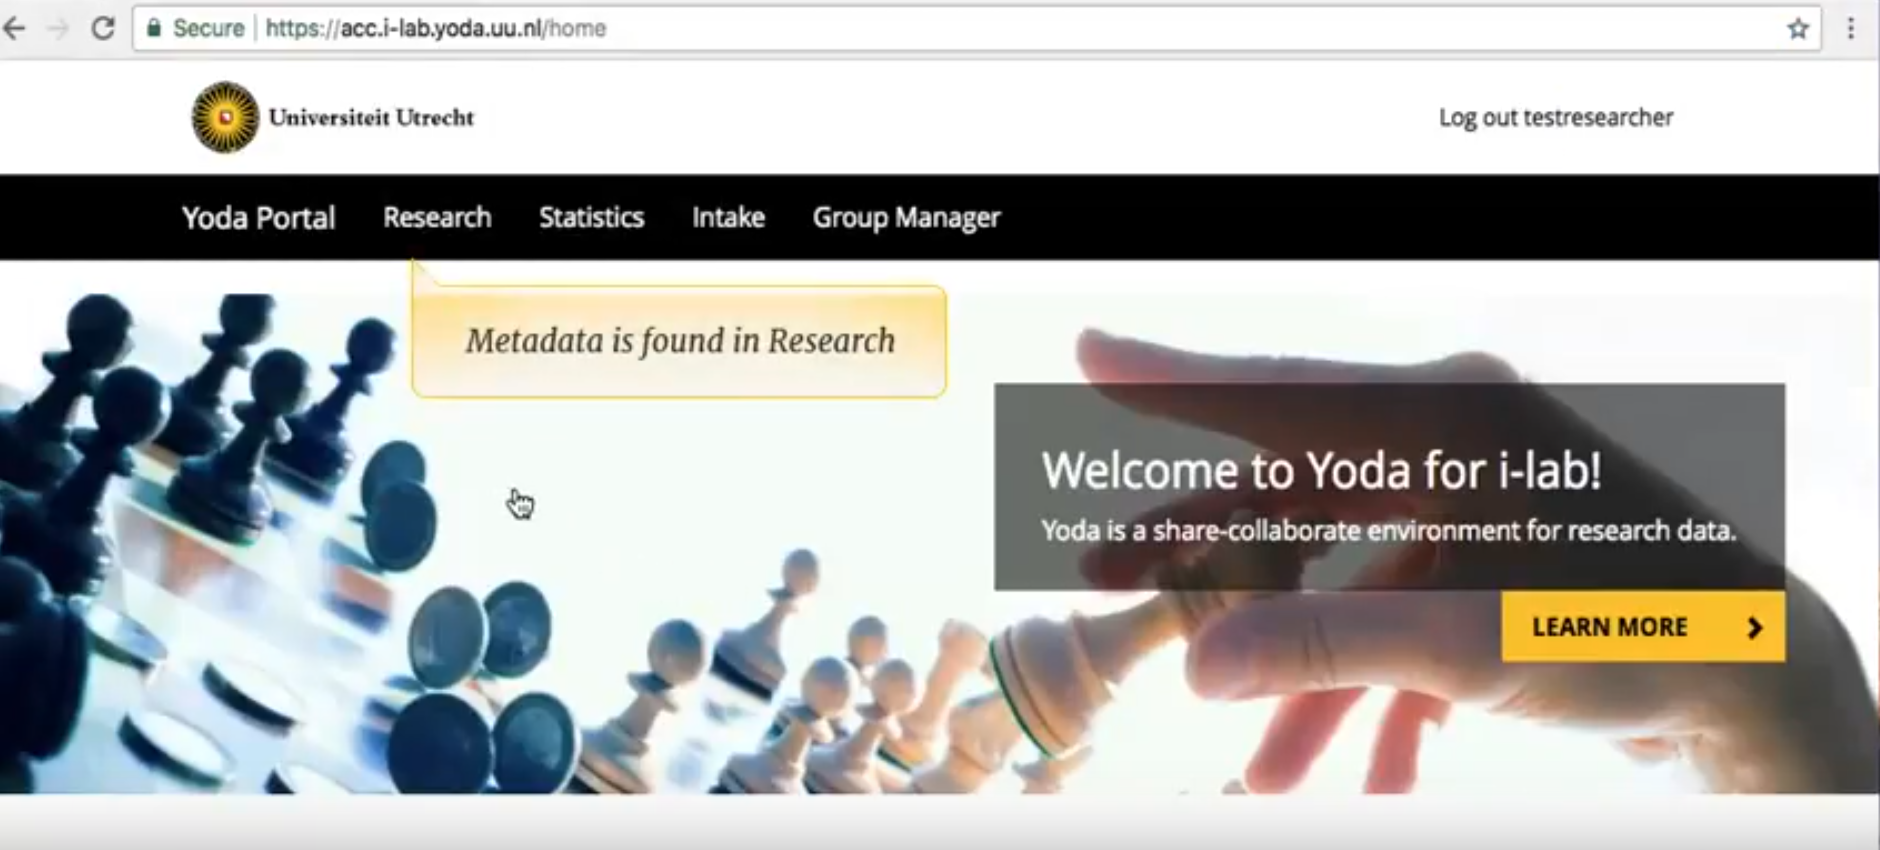 Secure https://acc.i-lab.yoda.uu.nl/home
Universiteit Utrecht
Log out testresearcher
Yoda Portal Research Statistics Intake Group Manager
Metadata is found in Research
Welcome to Yoda for i-lab!
Yoda is a share-collaborate environment for research data.
LEARN MORE